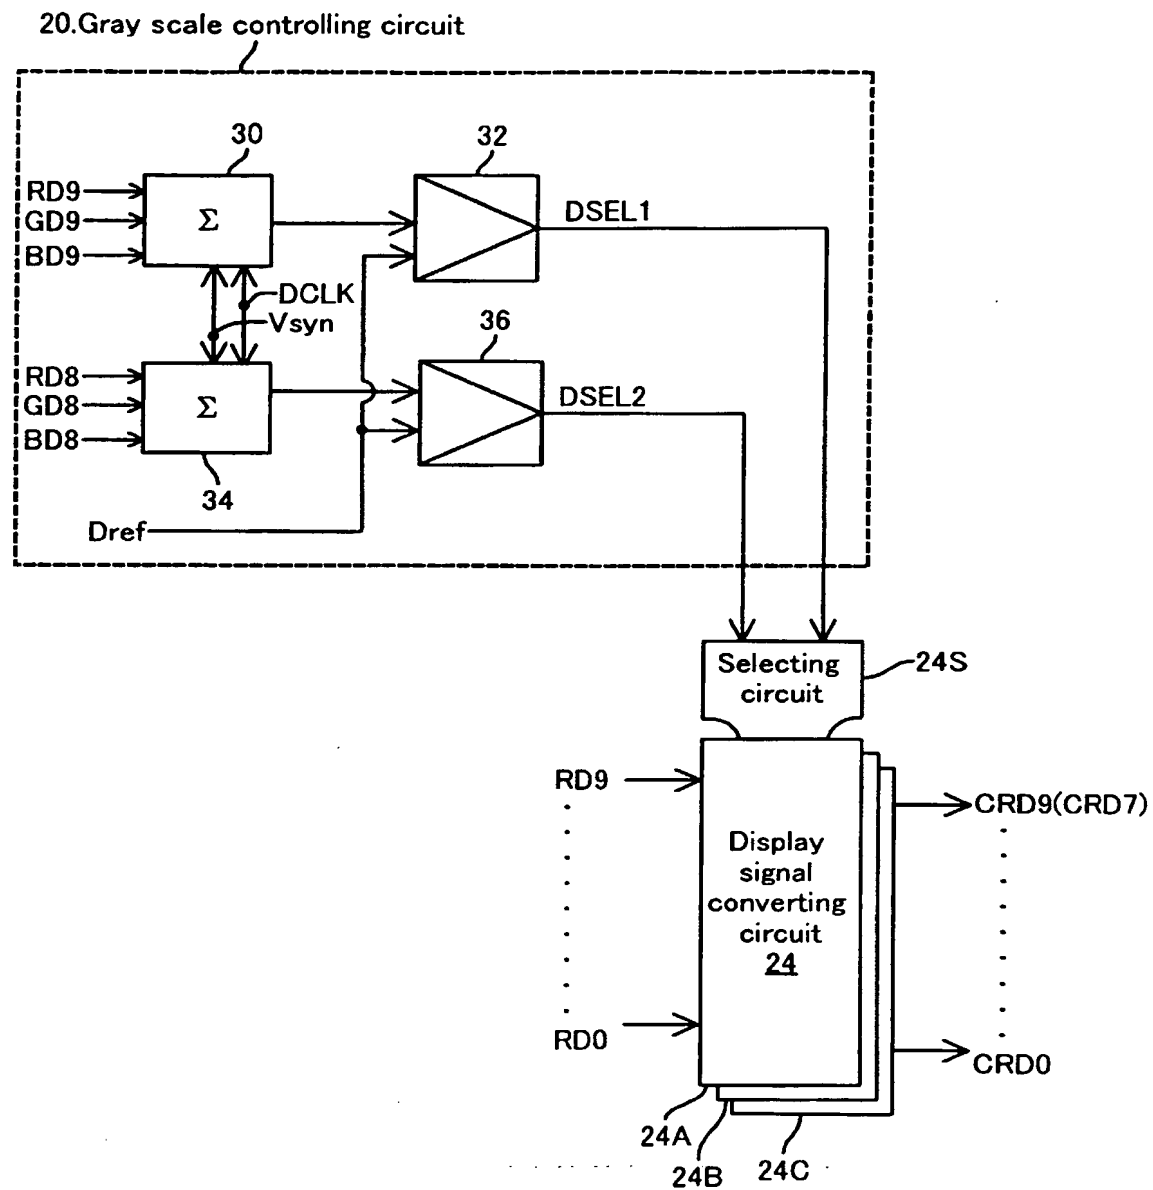 20.Gray scale controlling circuit
30
32
RD9
GD9
BD9
Σ
DSEL1
DCLK
Vsyn
36
RD8
GD8
BD8
Σ
DSEL2
34
Dref
Selecting
circuit
24S
RD9
CRD9(CRD7)
Display
signal
converting
circuit
24
RD0
CRD0
24A
24B
24C